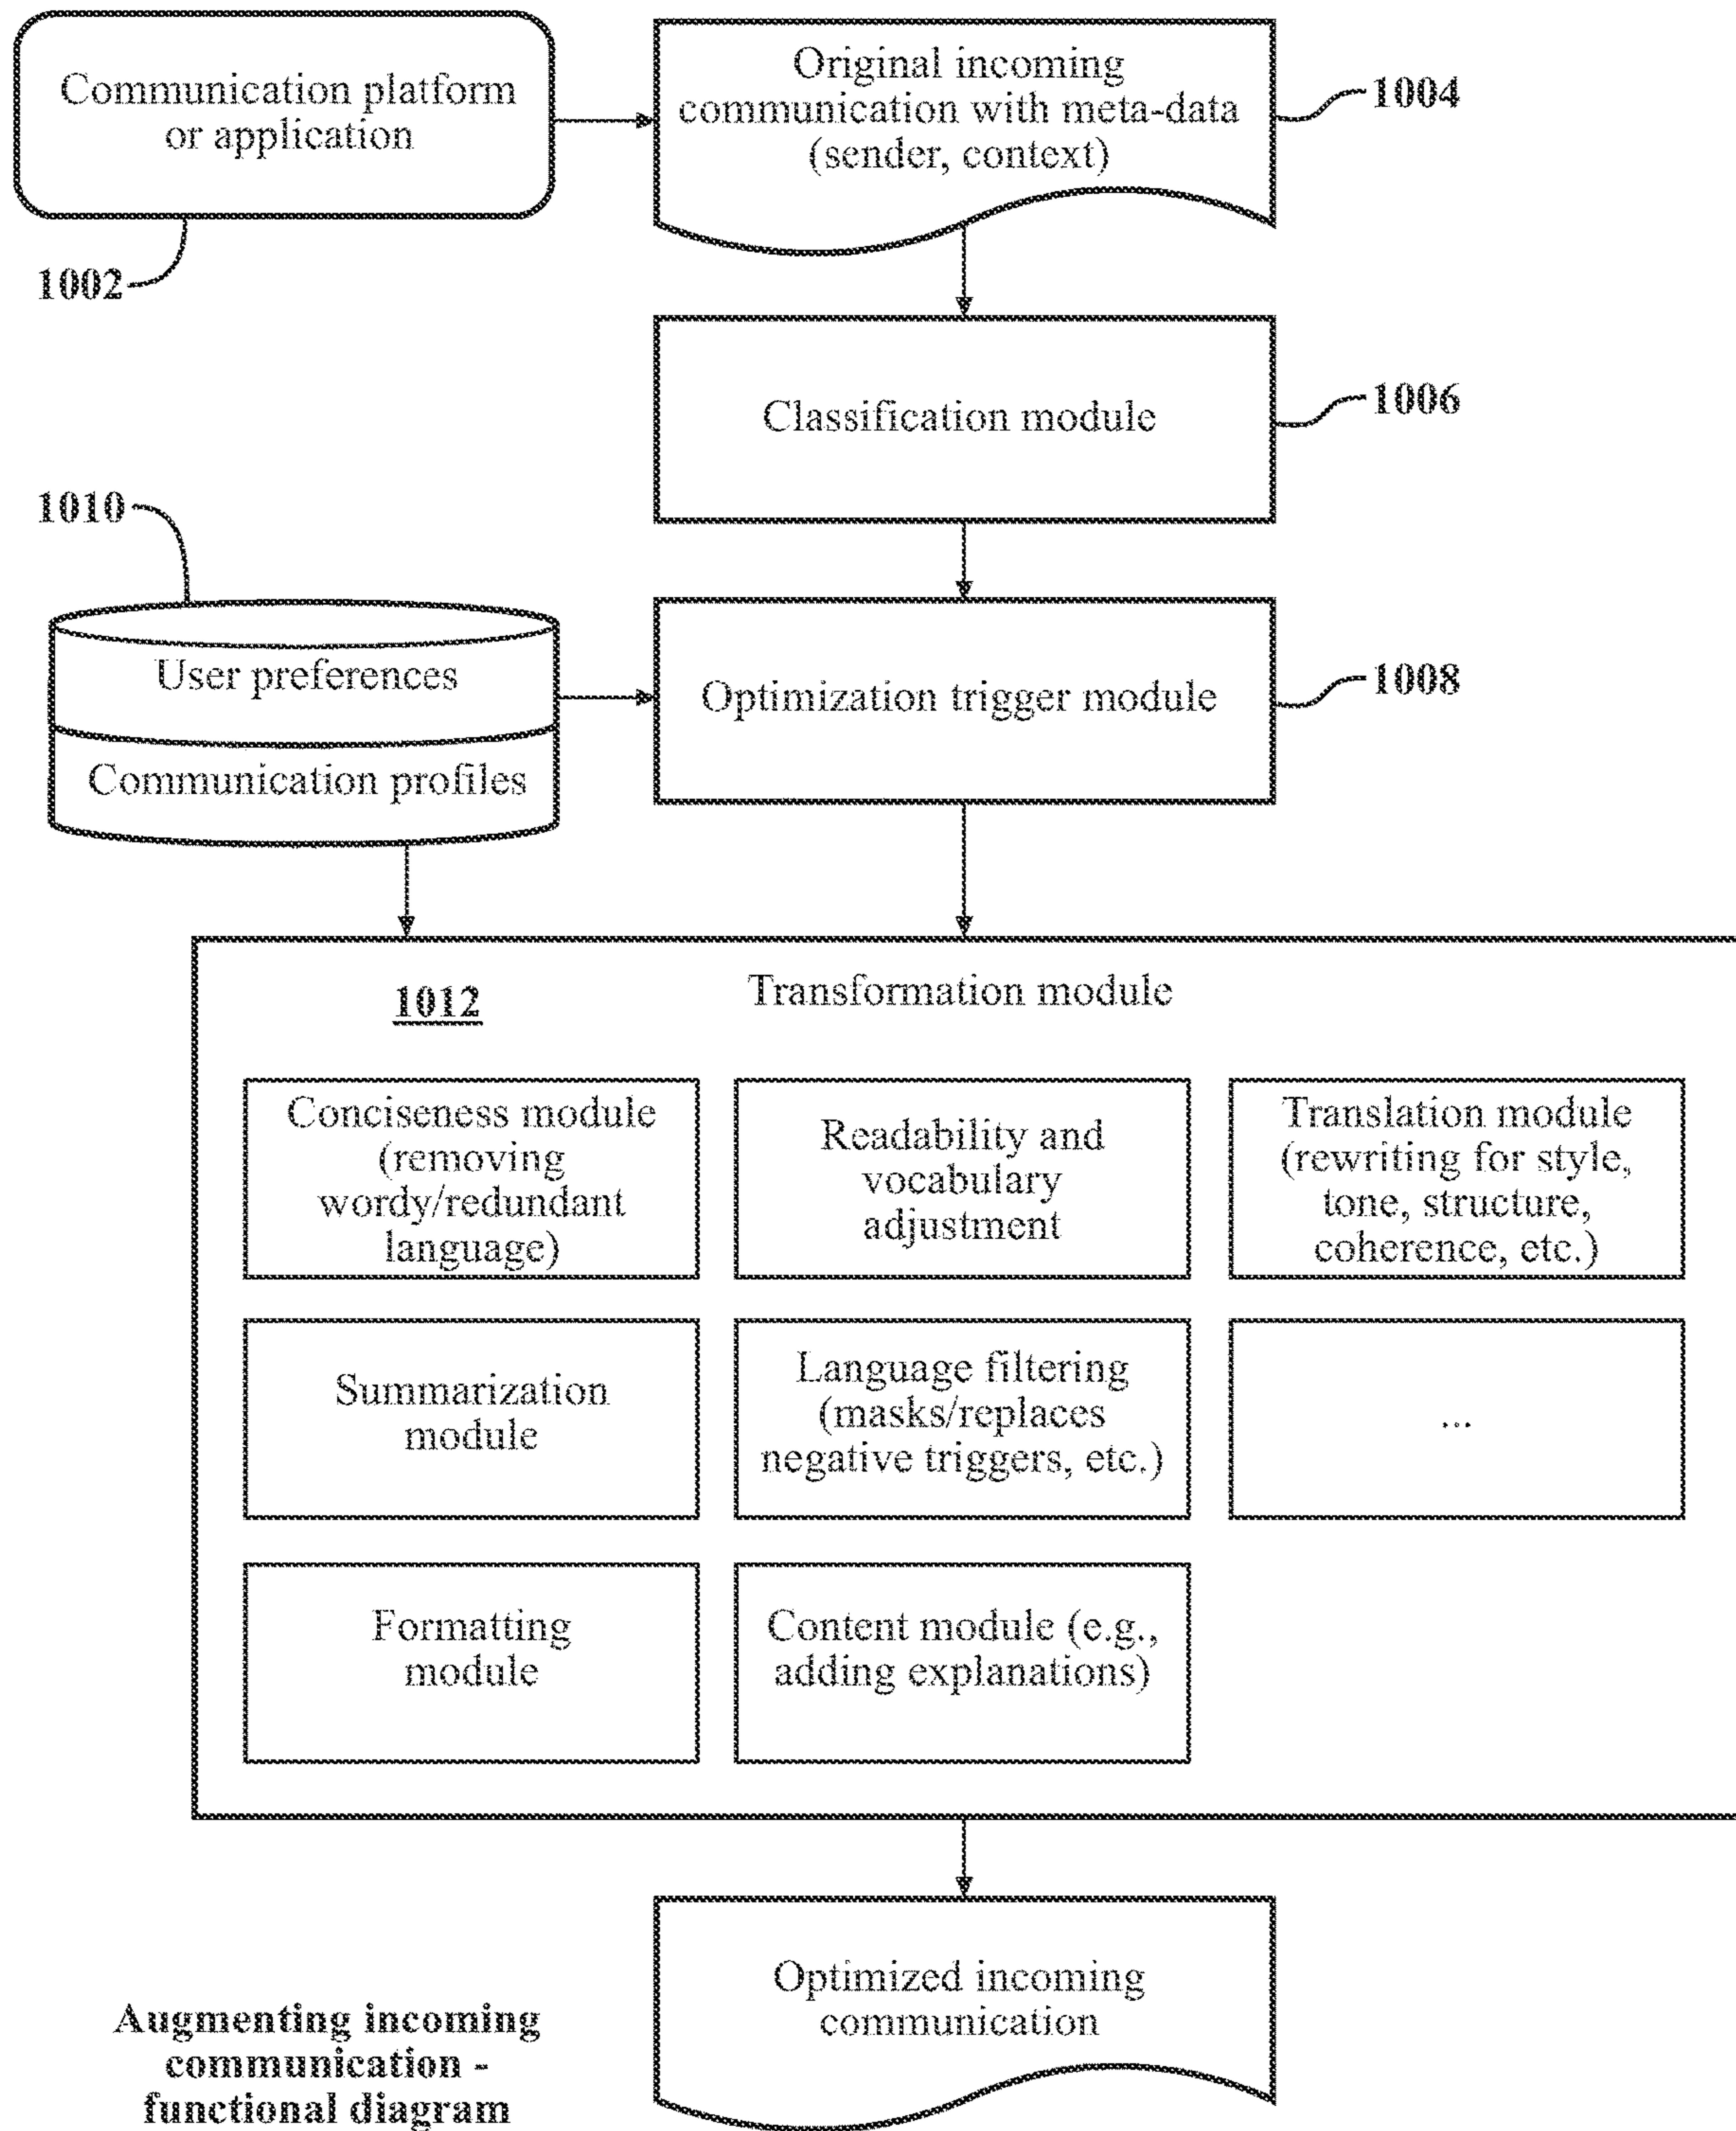 Communication platform
or application
1002
Original incoming
communication with meta-data
(sender, context)
1004
Classification module
1006
1010
User preferences
Communication profiles
Optimization trigger module
1008
1012
Transformation module
Conciseness module
(removing
wordy/redundant
language)
Readability and
vocabulary
adjustment
Translation module
(rewriting for style,
tone, structure,
coherence, etc.)
Summarization
module
Language filtering
(masks/replaces
negative triggers, etc.)
...
Formatting
module
Content module (e.g.,
adding explanations)
Optimized incoming
communication
Augmenting incoming
communication -
functional diagram